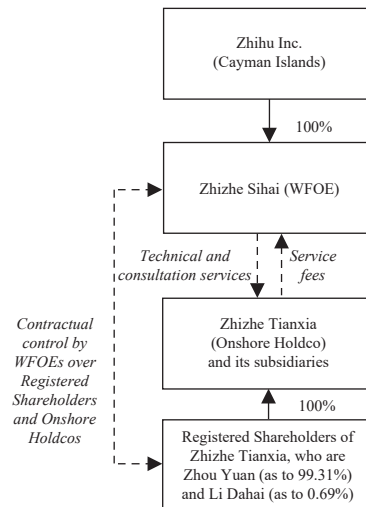 Zhihu Inc.
(Cayman Islands)
100%
Zhizhe Sihai (WFOE)
Technical and
consultation services
Service
fees
Contractual
control by
WFOEs over
Registered
Shareholders
and Onshore
Holdcos
Zhizhe Tianxia
(Onshore Holdco)
and its subsidiaries
100%
Registered Shareholders of
Zhizhe Tianxia, who are
Zhou Yuan (as to 99.31%)
and Li Dahai (as to 0.69%)